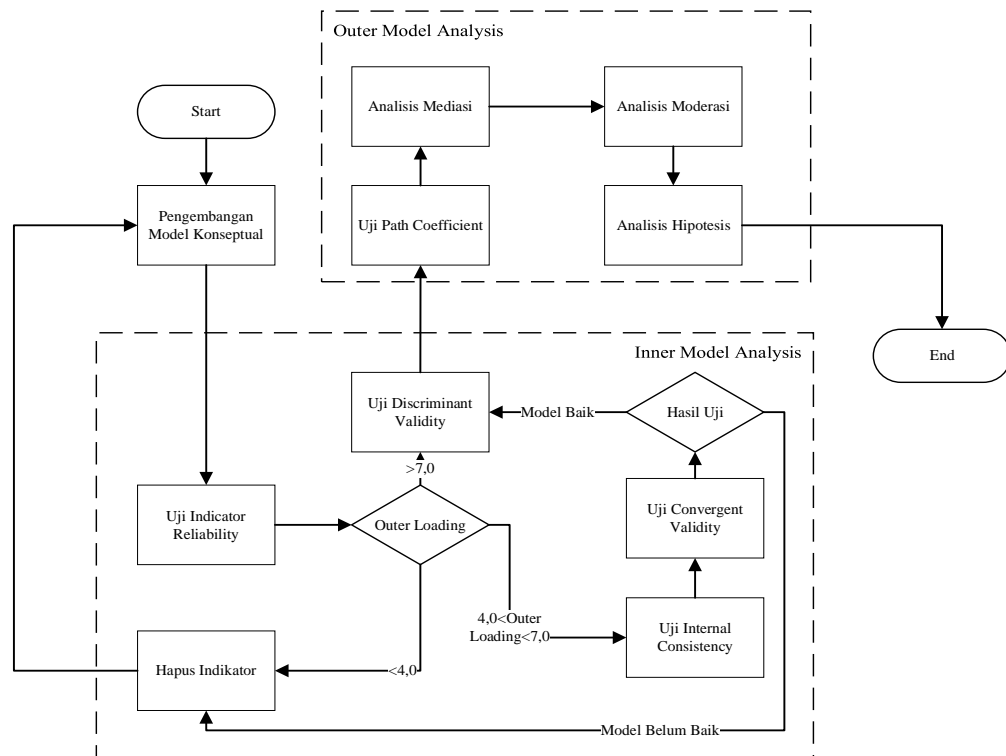 Outer Model Analysis
Start
Analisis Mediasi
Analisis Moderasi
Pengembangan
Model Konseptual
Uji Path Coefficient
Analisis Hipotesis
End
Inner Model Analysis
Uji Discriminant
Validity
Model Baik
Hasil Uji
>7,0
Uji Indicator
Reliability
Outer Loading
Uji Convergent
Validity
4,0<Outer
Loading<7,0
Uji Internal
Consistency
Hapus Indikator
<4,0
Model Belum Baik